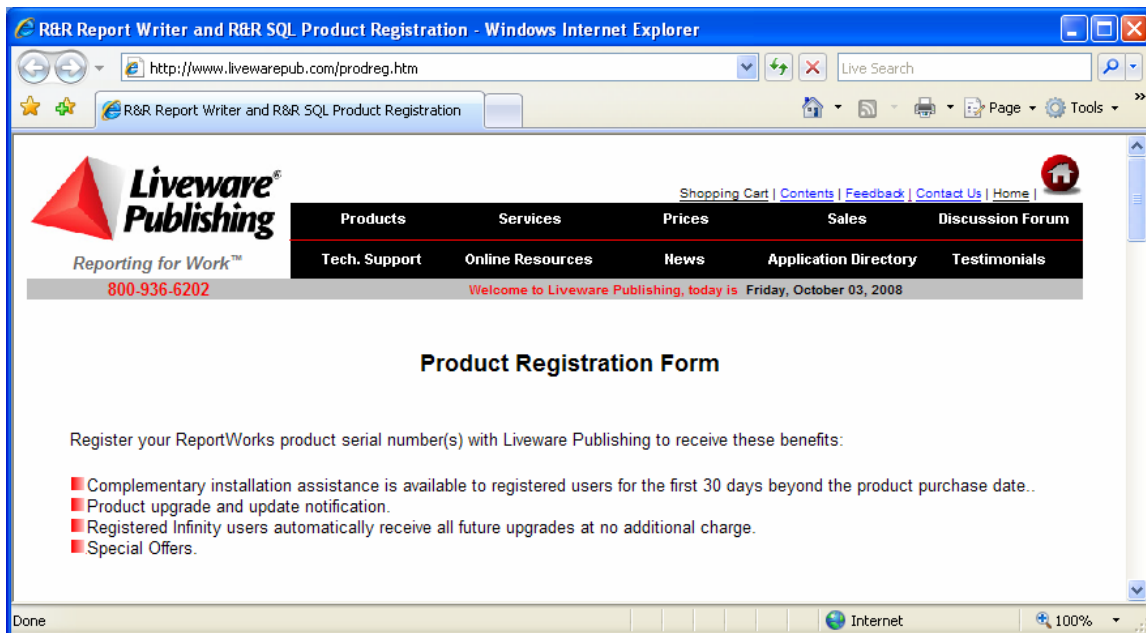 R&R Report Writer and R&R SQL Product Registration - Windows Internet Explorer
http://www.livewarepub.com/prodreg.htm
Live Search
R&R Report Writer and R&R SQL Product Registration
Page
Tools
»
Liveware®
Publishing
Reporting for Work™
800-936-6202
Shopping Cart | Contents | Feedback | Contact Us | Home |
Products Services Prices Sales Discussion Forum
Tech. Support Online Resources News Application Directory Testimonials
Welcome to Liveware Publishing, today is Friday, October 03, 2008
Product Registration Form
Register your ReportWorks product serial number(s) with Liveware Publishing to receive these benefits:
Complementary installation assistance is available to registered users for the first 30 days beyond the product purchase date..
Product upgrade and update notification.
Registered Infinity users automatically receive all future upgrades at no additional charge.
Special Offers.
Done
Internet
100%